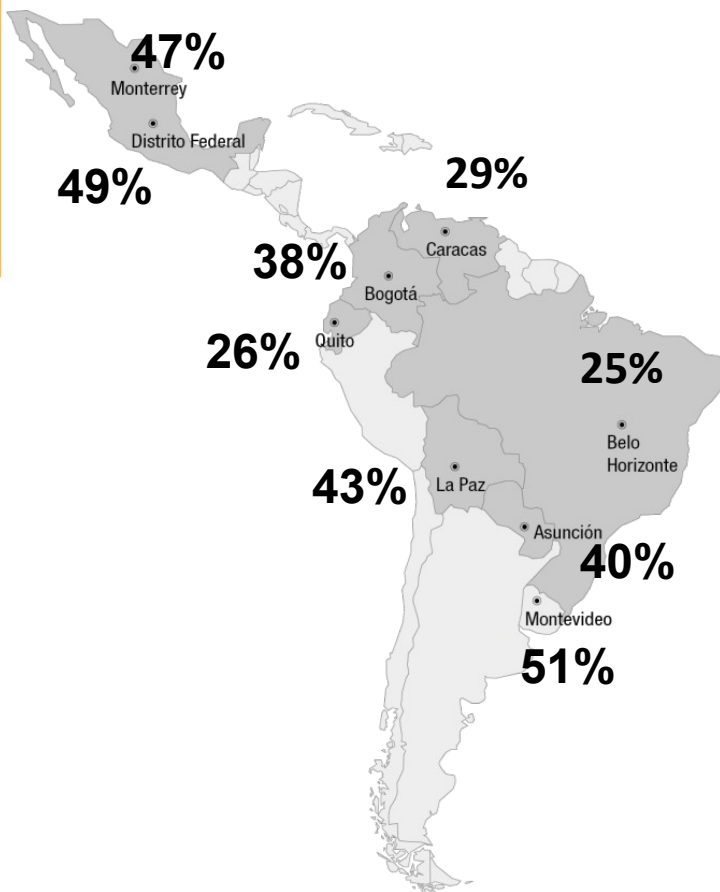 47%
Monterrey
Distrito Federal
49%
29%
Caracas
38%
Bogotá
Quito
26%
25%
Belo
Horizonte
43%
La Paz
Asunción
40%
Montevideo
51%